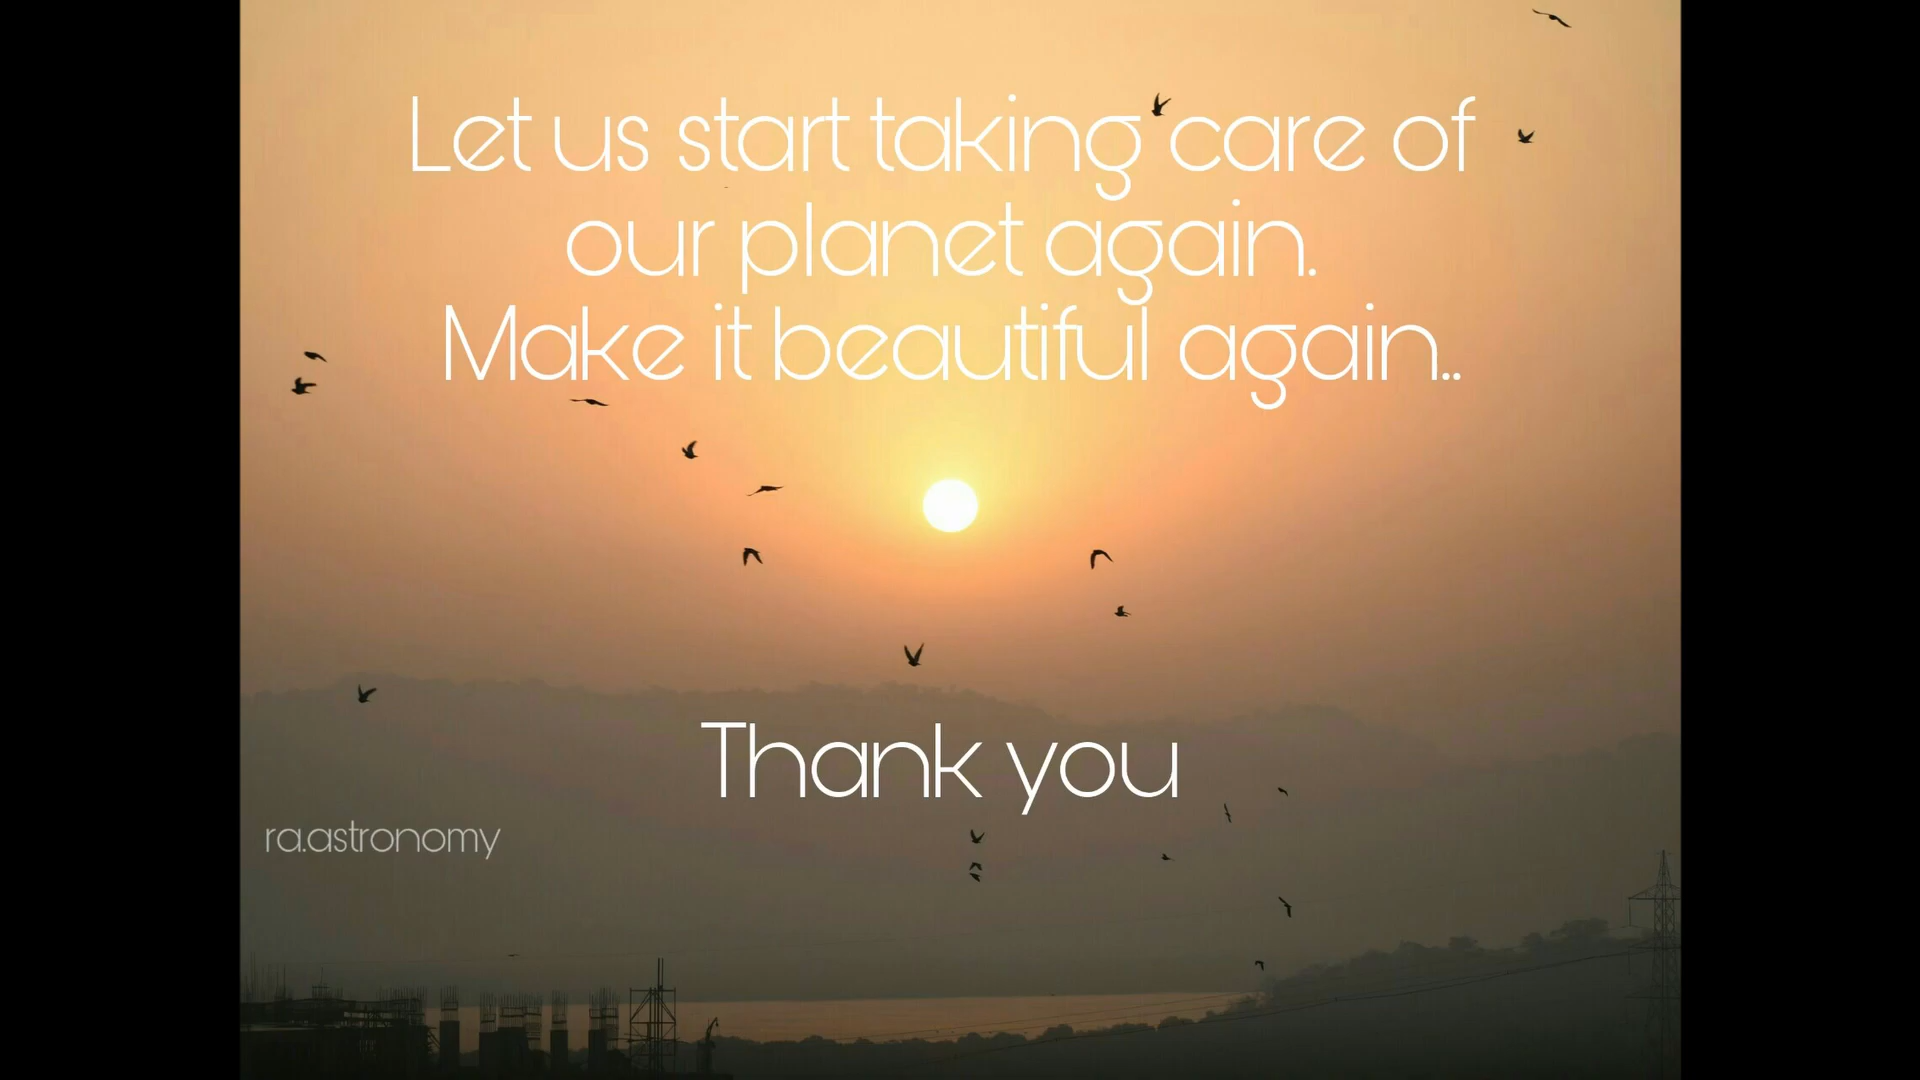 Let us start taking care of
our planet again.
Make it beautiful again..
Thank you
ra.astronomy